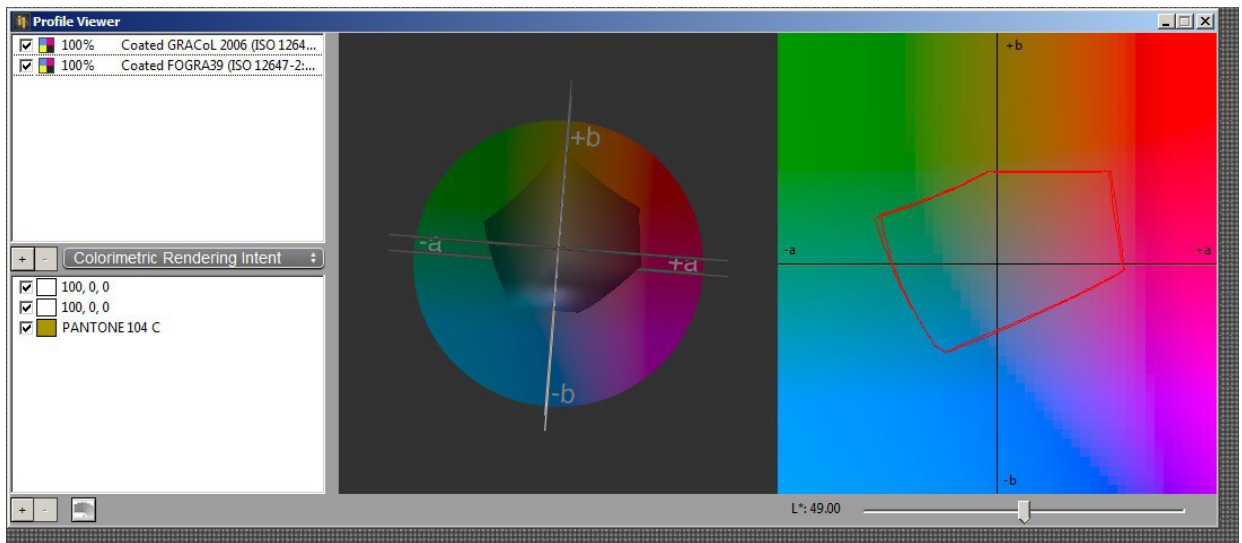 Profile Viewer
100% Coated GRACoL 2006 (ISO 1264...
100% Coated FOGRA39 (ISO 12647-2:...
+ - Colorimetric Rendering Intent
100, 0, 0
100, 0, 0
PANTONE 104 C
+ -
+b
-a
+a
-b
+b
-a
+a
-b
L*: 49.00